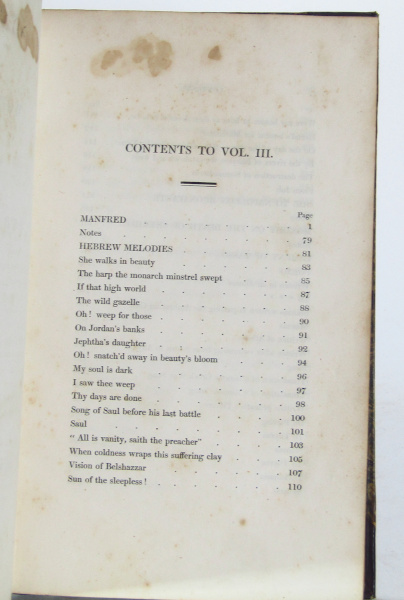 CONTENTS TO VOL. III.
Page
MANFRED . . . . . . . . 1
Notes . . . . . . . . 79
HEBREW MELODIES . . . . . . . 81
She walks in beauty . . . . . . 83
The harp the monarch minstrel swept . . . 85
If that high world . . . . . . 87
The wild gazelle . . . . . . 88
Oh! weep for those . . . . . . 90
On Jordan's banks . . . . . . 91
Jephtha's daughter . . . . . . 92
Oh! snatch'd away in beauty's bloom . . . 94
My soul is dark . . . . . . 96
I saw thee weep . . . . . . 97
Thy days are done . . . . . . 98
Song of Saul before his last battle . . . . 100
Saul . . . . . . . . 101
" All is vanity, saith the preacher" . . . . 103
When coldness wraps this suffering clay . . . 105
Vision of Belshazzar . . . . . . 107
Sun of the sleepless! . . . . . . 110